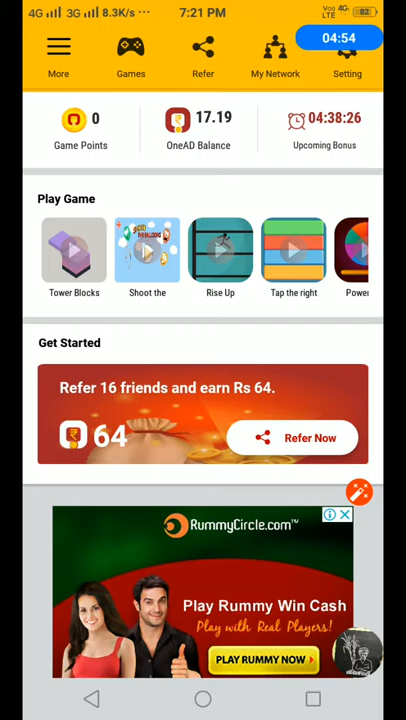 4G 3G 8.3K/s ··· 7:21 PM Vo) LTE 4G 82
04:54
More Games Refer My Network Setting
0 17.19 04:38:26
Game Points OneAD Balance Upcoming Bonus
Play Game
Tower Blocks Shoot the Rise Up Tap the right Power
Get Started
Refer 16 friends and earn Rs 64.
64 Refer Now
RummyCircle.com™
Play Rummy Win Cash
Play with Real Players!
PLAY RUMMY NOW